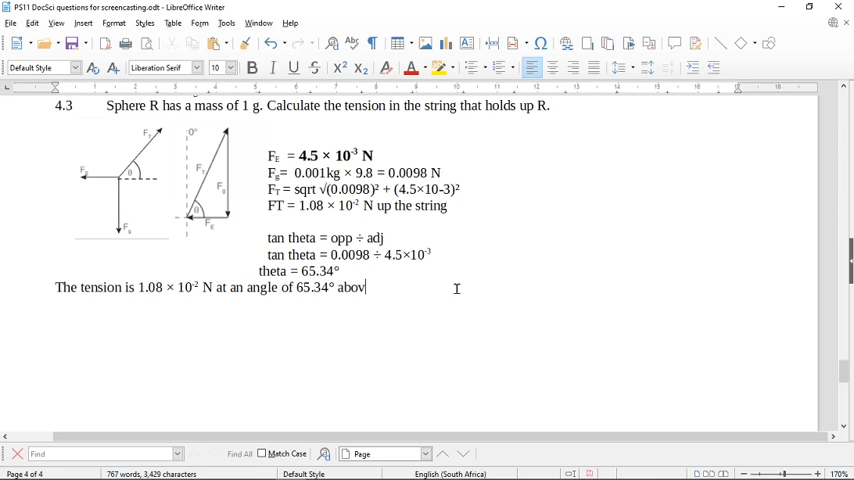 PS11 DocSci questions for screencasting.odt - LibreOffice Writer
File Edit View Insert Format Styles Table Form Tools Window Help
Default Style Liberation Serif 10
4.3 Sphere R has a mass of 1 g. Calculate the tension in the string that holds up R.
F_T F_E θ F_g
0° F_T F_g θ F_E
F_E = 4.5 × 10⁻³ N
F_g= 0.001kg × 9.8 = 0.0098 N
F_T = sqrt √(0.0098)² + (4.5×10-3)²
FT = 1.08 × 10⁻² N up the string
tan theta = opp ÷ adj
tan theta = 0.0098 ÷ 4.5×10⁻³
theta = 65.34°
The tension is 1.08 × 10⁻² N at an angle of 65.34° abov
Find Find All Match Case Page
Page 4 of 4 767 words, 3,429 characters Default Style English (South Africa) 170%